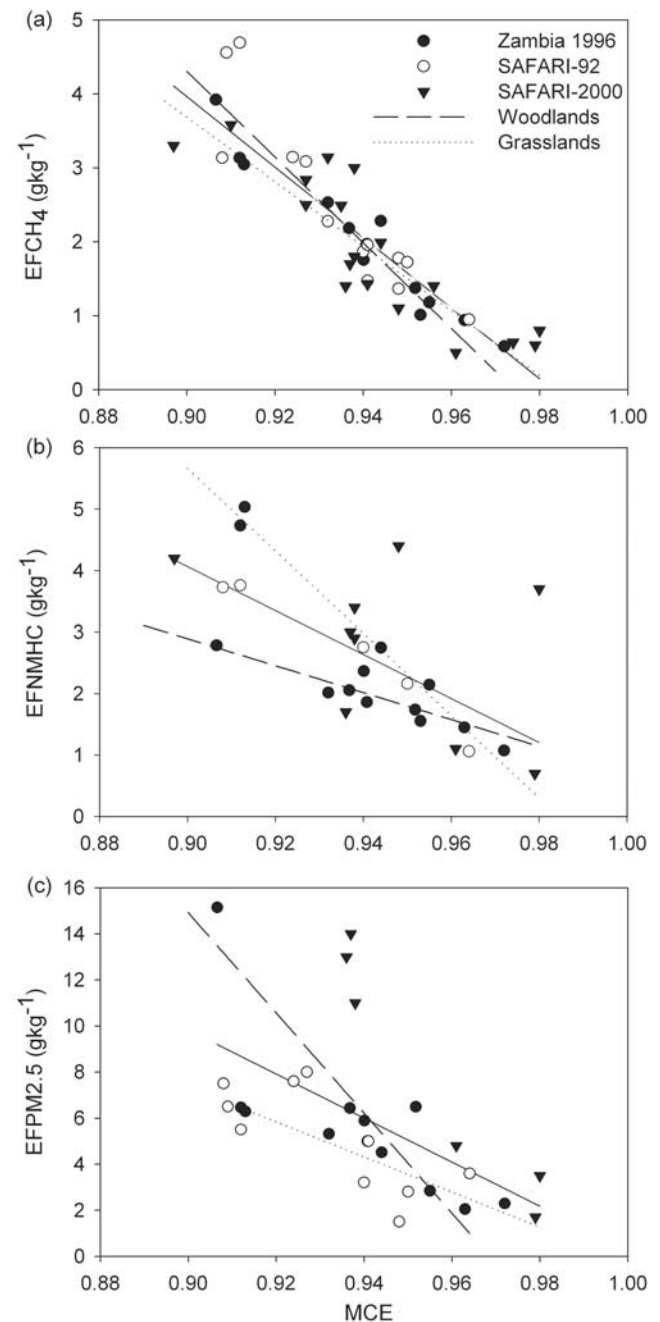 (a)
5
4
3
2
1
0
EFCH4 (gkg-1)
Zambia 1996
SAFARI-92
SAFARI-2000
Woodlands
Grasslands
0.88 0.90 0.92 0.94 0.96 0.98 1.00
(b)
6
5
4
3
2
1
0
EFNMHC (gkg-1)
0.88 0.90 0.92 0.94 0.96 0.98 1.00
(c)
16
14
12
10
8
6
4
2
0
EFPM2.5 (gkg-1)
0.88 0.90 0.92 0.94 0.96 0.98 1.00
MCE